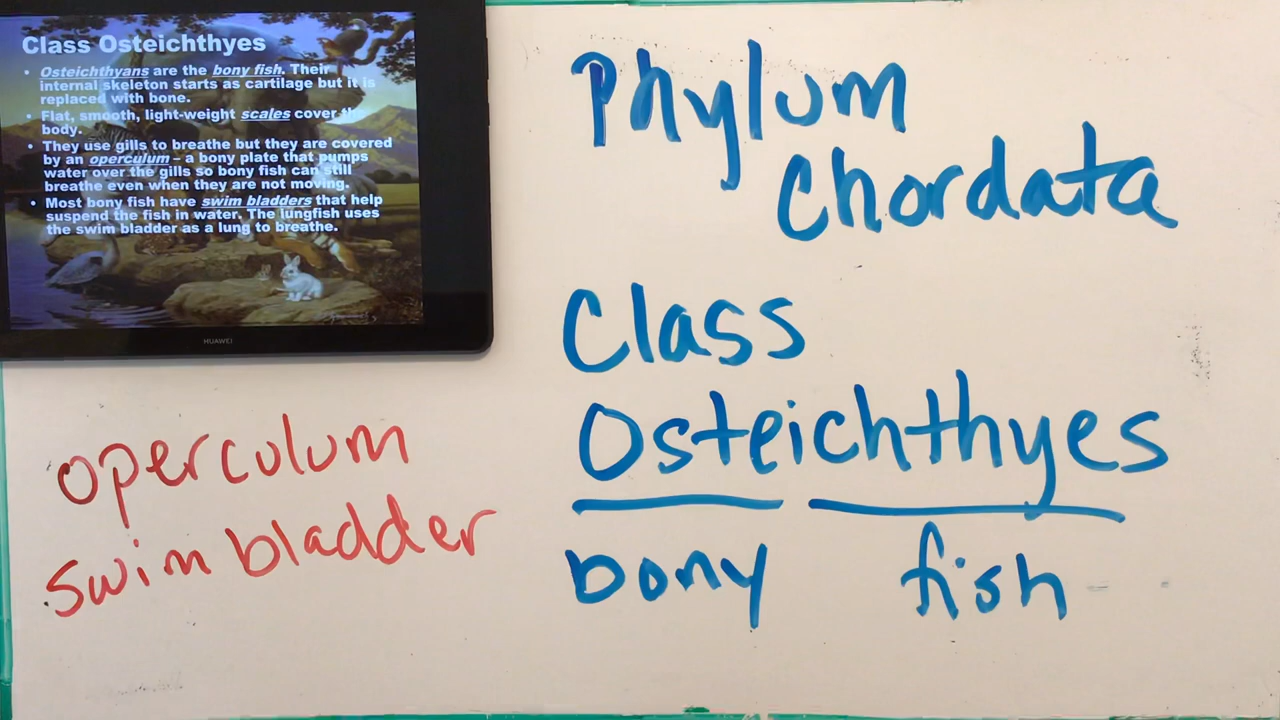 Class Osteichthyes
• Osteichthyans are the bony fish. Their
internal skeleton starts as cartilage but it is
replaced with bone.
• Flat, smooth, light-weight scales cover the
body.
• They use gills to breathe but they are covered
by an operculum – a bony plate that pumps
water over the gills so bony fish can still
breathe even when they are not moving.
• Most bony fish have swim bladders that help
suspend the fish in water. The lungfish uses
the swim bladder as a lung to breathe.
HUAWEI
Phylum
Chordata
Class
Osteichthyes
bony fish
operculum
swim bladder